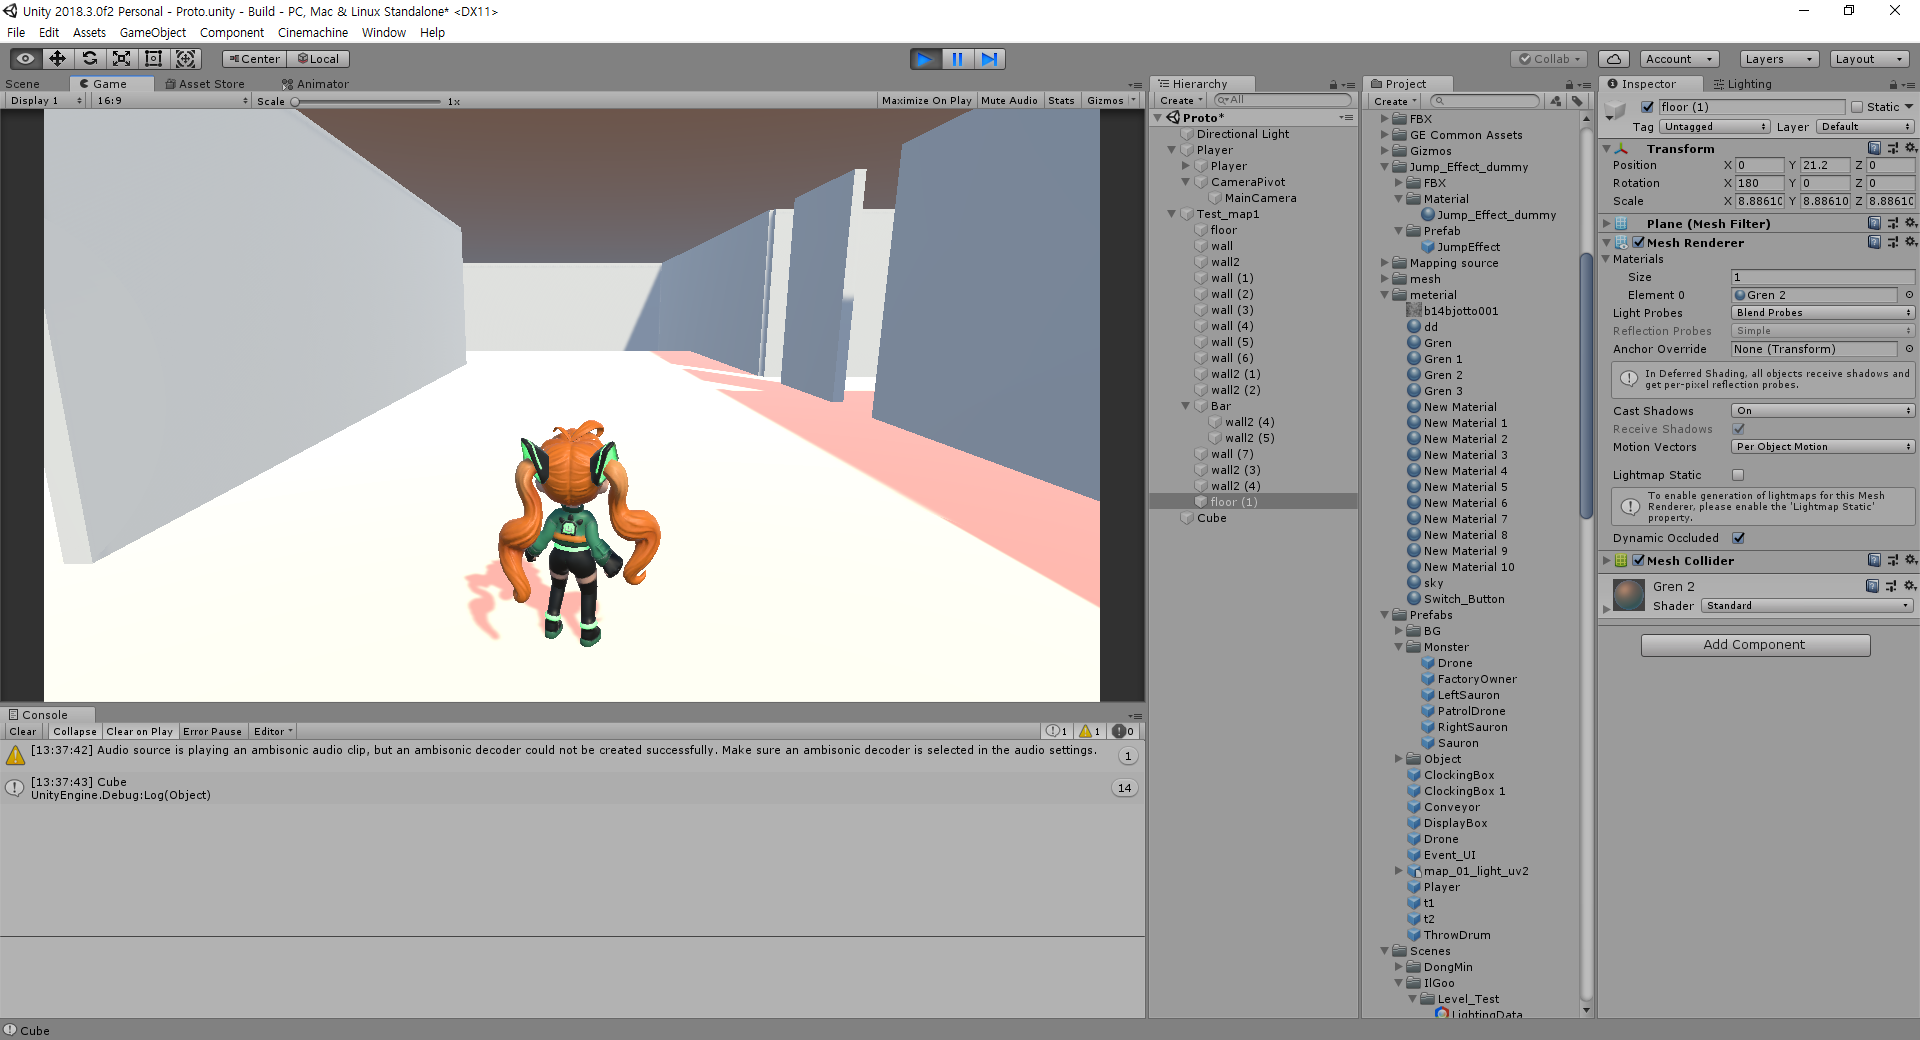 Unity 2018.3.0f2 Personal - Proto.unity - Build - PC, Mac & Linux Standalone* <DX11>
File Edit Assets GameObject Component Cinemachine Window Help
Center Local Collab Account Layers Layout
Scene Game Asset Store Animator
Display 1 16:9 Scale 1x Maximize On Play Mute Audio Stats Gizmos
Hierarchy
Create All
Proto*
Directional Light
Player
Player
CameraPivot
MainCamera
Test_map1
floor
wall
wall2
wall (1)
wall (2)
wall (3)
wall (4)
wall (5)
wall (6)
wall2 (1)
wall2 (2)
Bar
wall2 (4)
wall2 (5)
wall (7)
wall2 (3)
wall2 (4)
floor (1)
Cube
Project
Create
FBX
GE Common Assets
Gizmos
Jump_Effect_dummy
FBX
Material
Jump_Effect_dummy
Prefab
JumpEffect
Mapping source
mesh
meterial
b14bjotto001
dd
Gren
Gren 1
Gren 2
Gren 3
New Material
New Material 1
New Material 2
New Material 3
New Material 4
New Material 5
New Material 6
New Material 7
New Material 8
New Material 9
New Material 10
sky
Switch_Button
Prefabs
BG
Monster
Drone
FactoryOwner
LeftSauron
PatrolDrone
RightSauron
Sauron
Object
ClockingBox
ClockingBox 1
Conveyor
DisplayBox
Drone
Event_UI
map_01_light_uv2
Player
t1
t2
ThrowDrum
Scenes
DongMin
IlGoo
Level_Test
LightingData
Inspector Lighting
floor (1) Static
Tag Untagged Layer Default
Transform
Position X 0 Y 21.2 Z 0
Rotation X 180 Y 0 Z 0
Scale X 8.8861( Y 8.8861( Z 8.8861(
Plane (Mesh Filter)
Mesh Renderer
Materials
Size 1
Element 0 Gren 2
Light Probes Blend Probes
Reflection Probes Simple
Anchor Override None (Transform)
In Deferred Shading, all objects receive shadows and
get per-pixel reflection probes.
Cast Shadows On
Receive Shadows
Motion Vectors Per Object Motion
Lightmap Static
To enable generation of lightmaps for this Mesh
Renderer, please enable the 'Lightmap Static'
property.
Dynamic Occluded
Mesh Collider
Gren 2
Shader Standard
Add Component
Console
Clear Collapse Clear on Play Error Pause Editor 1 1 0
[13:37:42] Audio source is playing an ambisonic audio clip, but an ambisonic decoder could not be created successfully. Make sure an ambisonic decoder is selected in the audio settings. 1
[13:37:43] Cube
UnityEngine.Debug:Log(Object) 14
Cube